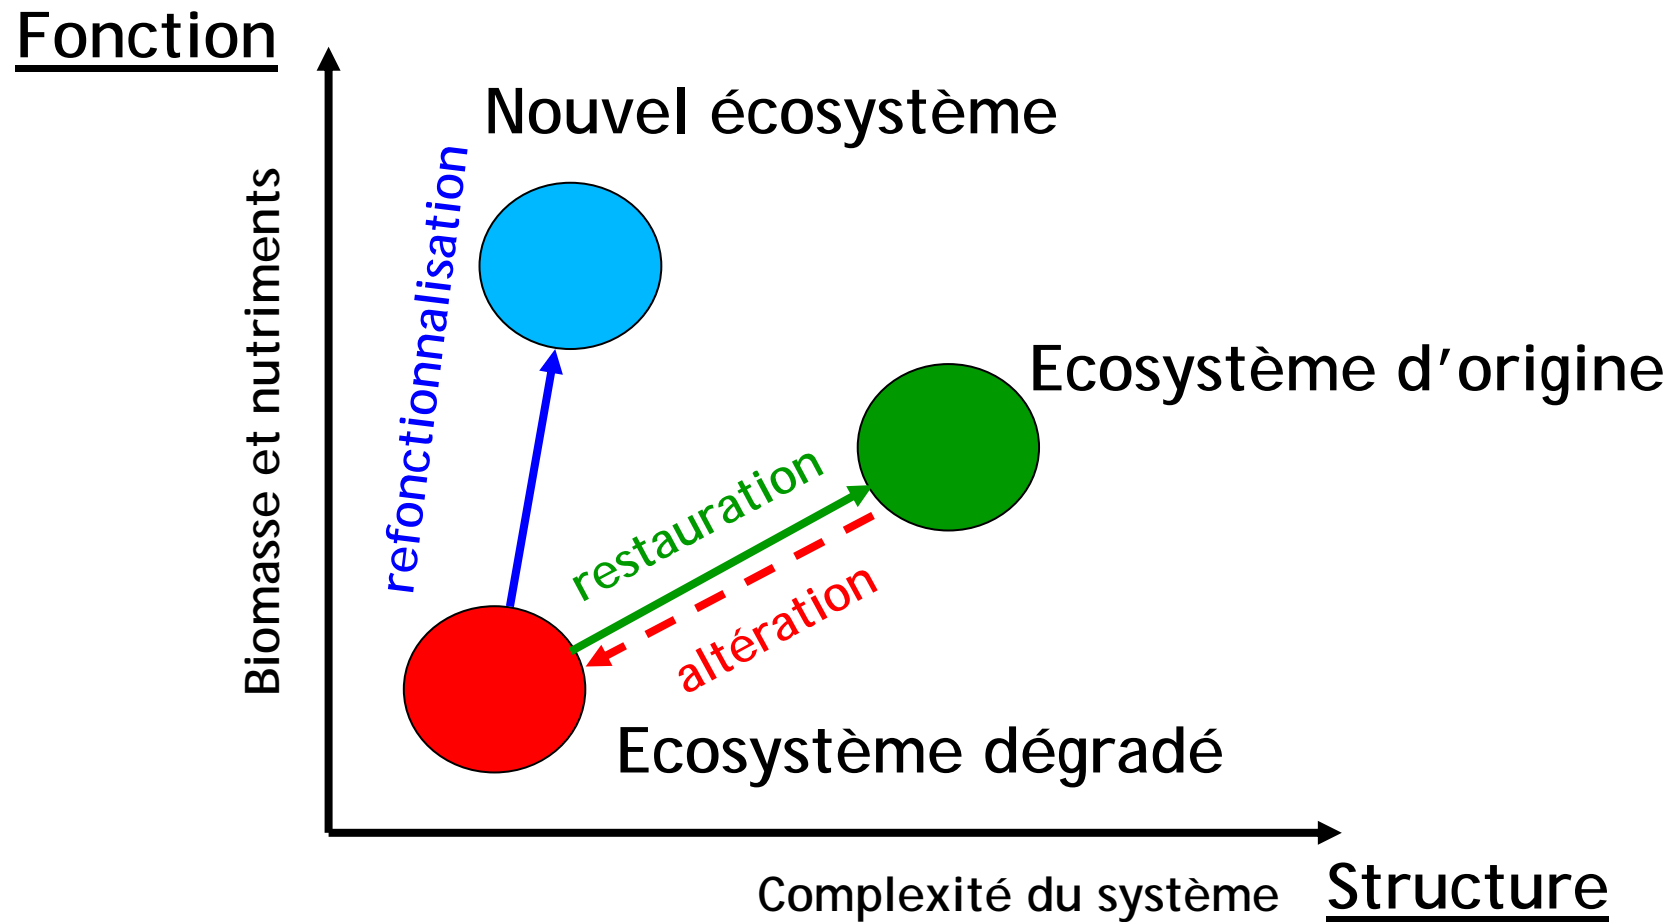 Fonction
Nouvel écosystème
Biomasse et nutriments
refonctionnalisation
Ecosystème d’origine
restauration
altération
Ecosystème dégradé
Complexité du système
Structure